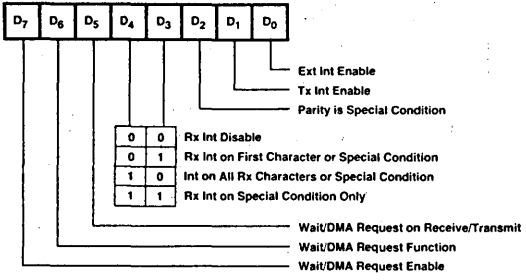 D7 D6 D5 D4 D3 D2 D1 D0
Ext Int Enable
Tx Int Enable
Parity is Special Condition
0 0 Rx Int Disable
0 1 Rx Int on First Character or Special Condition
1 0 Int on All Rx Characters or Special Condition
1 1 Rx Int on Special Condition Only
Wait/DMA Request on Receive/Transmit
Wait/DMA Request Function
Wait/DMA Request Enable